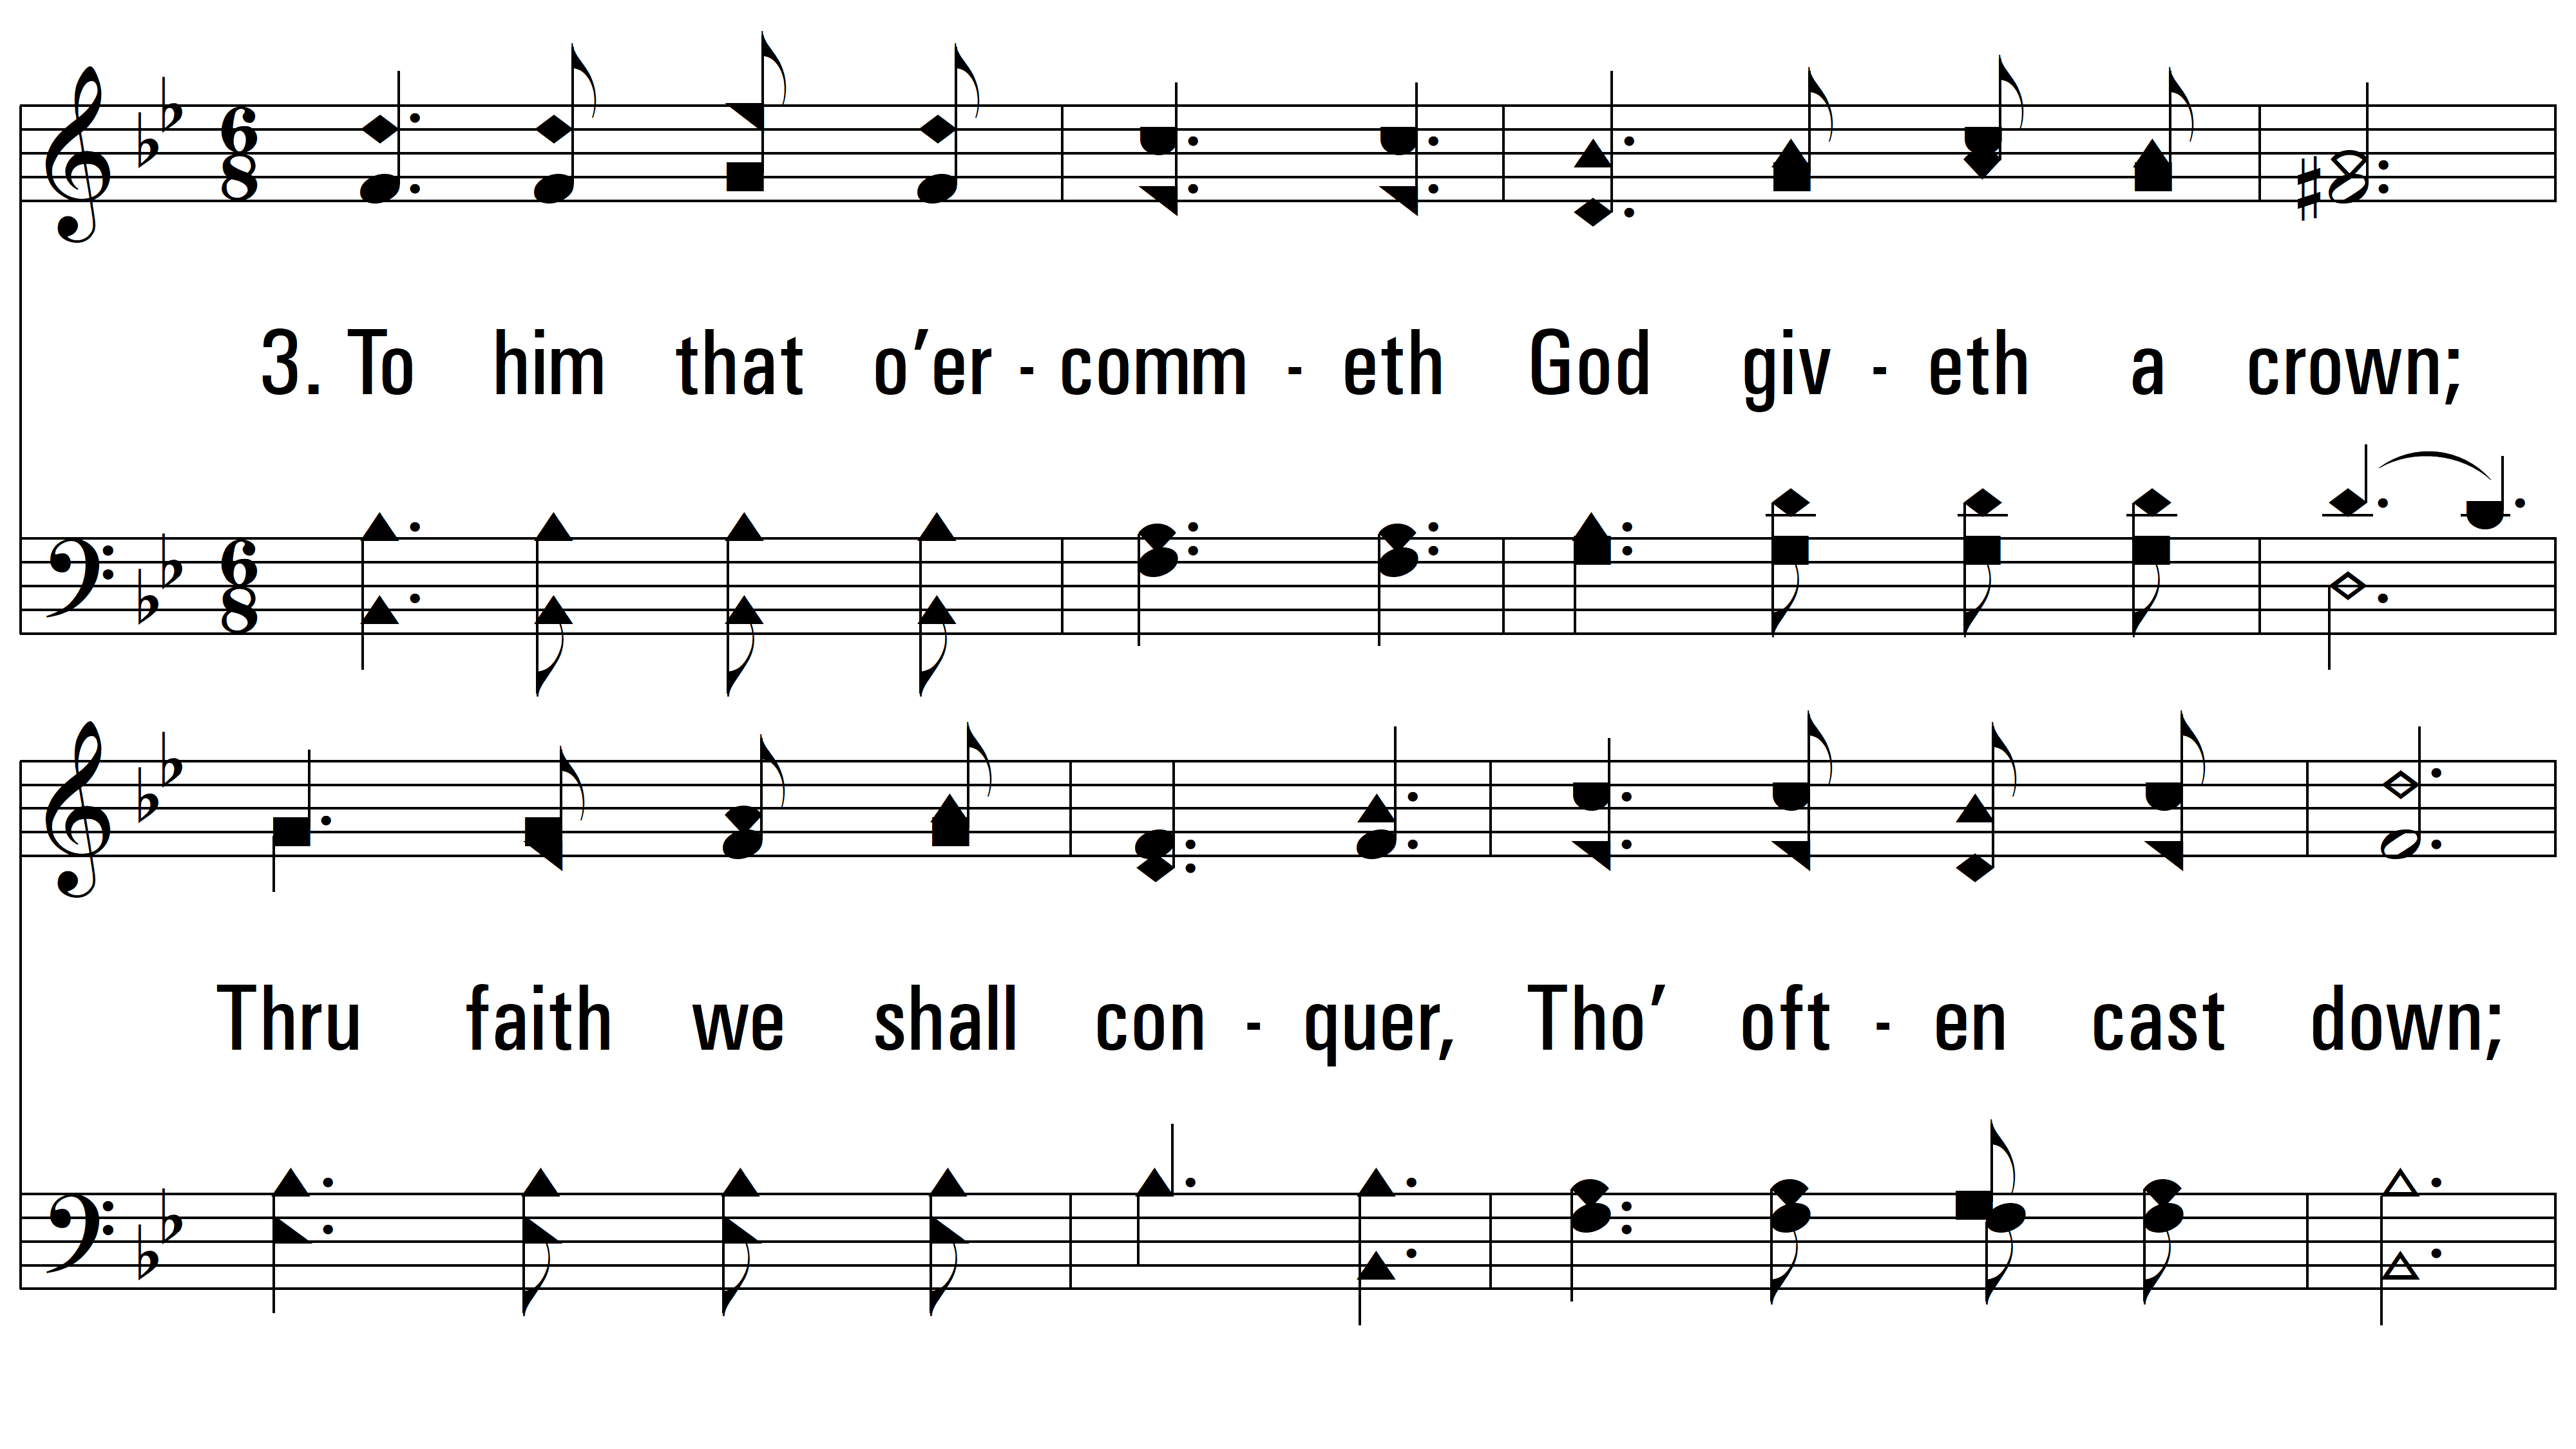 3. To him that o’er - comm - eth God giv - eth a crown;
Thru faith we shall con - quer, Tho’ oft - en cast down;